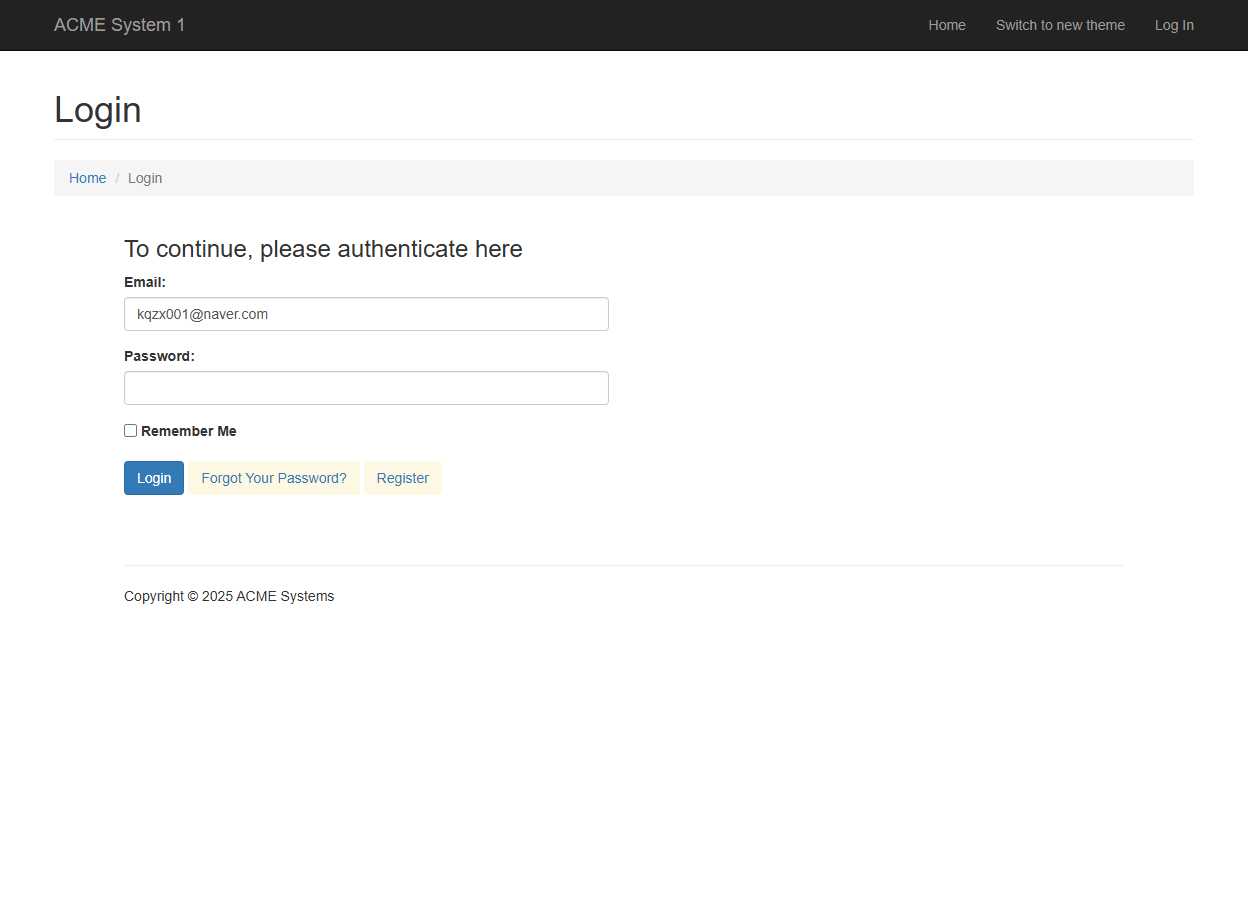 ACME System 1 Home Switch to new theme Log In
Login
Home / Login
To continue, please authenticate here
Email:
kqzx001@naver.com
Password:
Remember Me
Login Forgot Your Password? Register
Copyright © 2025 ACME Systems